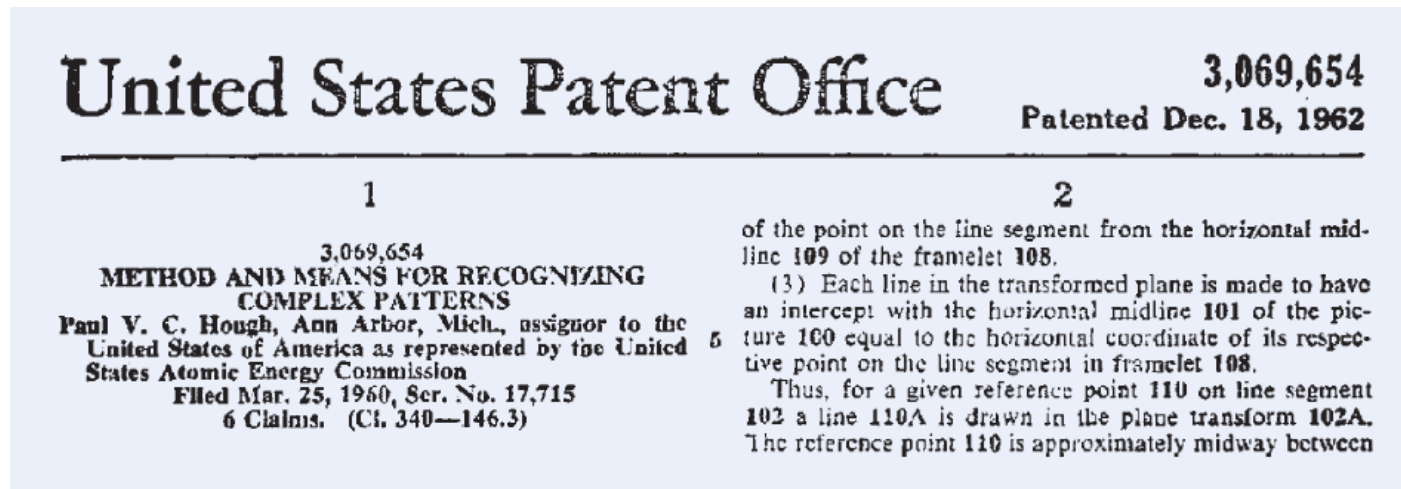 United States Patent Office
3,069,654
Patented Dec. 18, 1962
1
3,069,654
METHOD AND MEANS FOR RECOGNIZING
COMPLEX PATTERNS
Paul V. C. Hough, Ann Arbor, Mich., assignor to the
United States of America as represented by the United
States Atomic Energy Commission
Filed Mar. 25, 1960, Ser. No. 17,715
6 Claims. (Cl. 340—146.3)
2
of the point on the line segment from the horizontal mid-
line 109 of the framelet 108.
(3) Each line in the transformed plane is made to have
an intercept with the horizontal midline 101 of the pic-
5 ture 100 equal to the horizontal coordinate of its respec-
tive point on the line segment in framelet 108.
Thus, for a given reference point 110 on line segment
102 a line 110A is drawn in the plane transform 102A.
The reference point 110 is approximately midway between